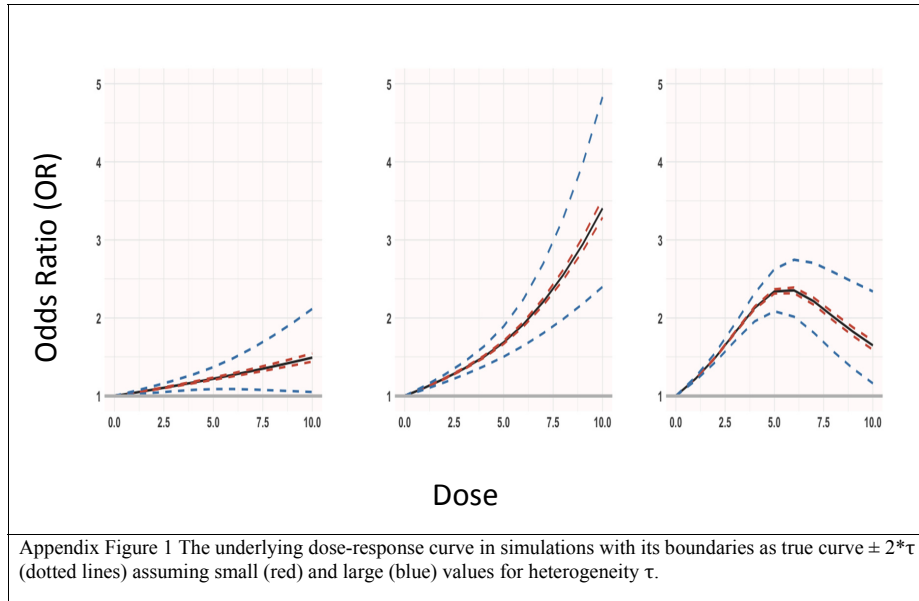 5
4
3
2
1
0.0 2.5 5.0 7.5 10.0
5
4
3
2
1
0.0 2.5 5.0 7.5 10.0
5
4
3
2
1
0.0 2.5 5.0 7.5 10.0
Odds Ratio (OR)
Dose
Appendix Figure 1 The underlying dose-response curve in simulations with its boundaries as true curve ± 2*τ
(dotted lines) assuming small (red) and large (blue) values for heterogeneity τ.